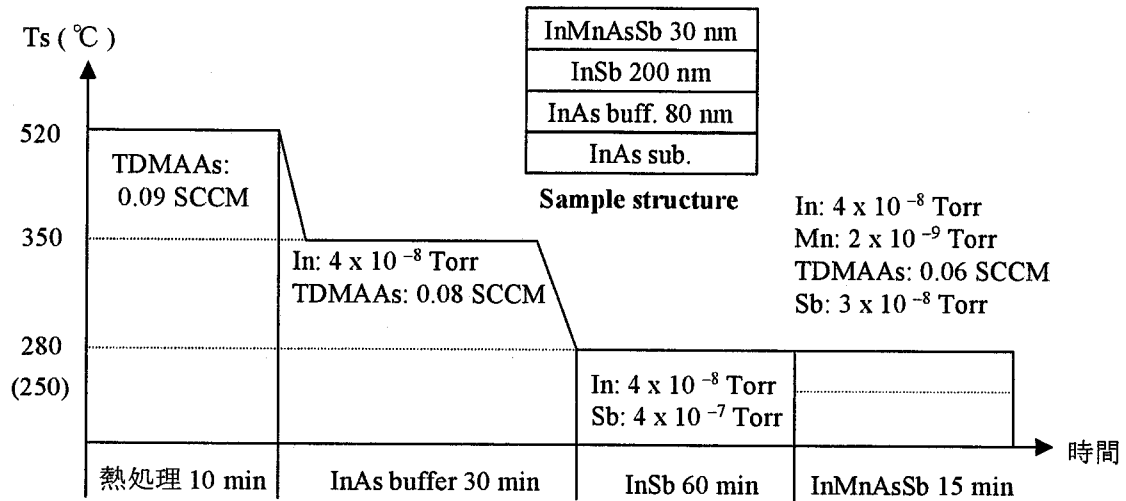 Ts ( ℃ )
InMnAsSb 30 nm
InSb 200 nm
InAs buff. 80 nm
InAs sub.
Sample structure
520
TDMAAs:
0.09 SCCM
In: 4 x 10 ⁻⁸ Torr
Mn: 2 x 10 ⁻⁹ Torr
TDMAAs: 0.06 SCCM
Sb: 3 x 10 ⁻⁸ Torr
350
In: 4 x 10 ⁻⁸ Torr
TDMAAs: 0.08 SCCM
280
(250)
In: 4 x 10 ⁻⁸ Torr
Sb: 4 x 10 ⁻⁷ Torr
時間
熱処理 10 min
InAs buffer 30 min
InSb 60 min
InMnAsSb 15 min